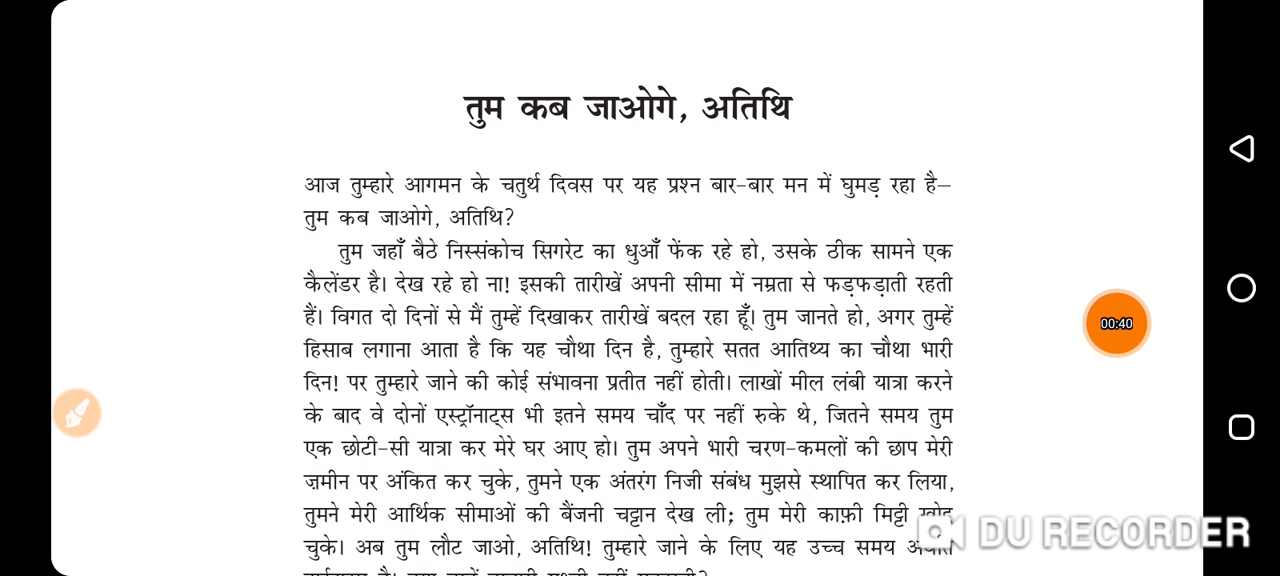 तुम कब जाओगे, अतिथि
आज तुम्हारे आगमन के चतुर्थ दिवस पर यह प्रश्न बार-बार मन में घुमड़ रहा है—
तुम कब जाओगे, अतिथि?
तुम जहाँ बैठे निस्संकोच सिगरेट का धुआँ फेंक रहे हो, उसके ठीक सामने एक
कैलेंडर है। देख रहे हो ना! इसकी तारीखें अपनी सीमा में नम्रता से फड़फड़ाती रहती
हैं। विगत दो दिनों से मैं तुम्हें दिखाकर तारीखें बदल रहा हूँ। तुम जानते हो, अगर तुम्हें
हिसाब लगाना आता है कि यह चौथा दिन है, तुम्हारे सतत आतिथ्य का चौथा भारी
दिन! पर तुम्हारे जाने की कोई संभावना प्रतीत नहीं होती। लाखों मील लंबी यात्रा करने
के बाद वे दोनों एस्ट्रॉनाट्स भी इतने समय चाँद पर नहीं रुके थे, जितने समय तुम
एक छोटी-सी यात्रा कर मेरे घर आए हो। तुम अपने भारी चरण-कमलों की छाप मेरी
ज़मीन पर अंकित कर चुके, तुमने एक अंतरंग निजी संबंध मुझसे स्थापित कर लिया,
तुमने मेरी आर्थिक सीमाओं की बैंजनी चट्टान देख ली; तुम मेरी काफ़ी मिट्टी खोद
चुके। अब तुम लौट जाओ, अतिथि! तुम्हारे जाने के लिए यह उच्च समय
00:40
DU RECORDER